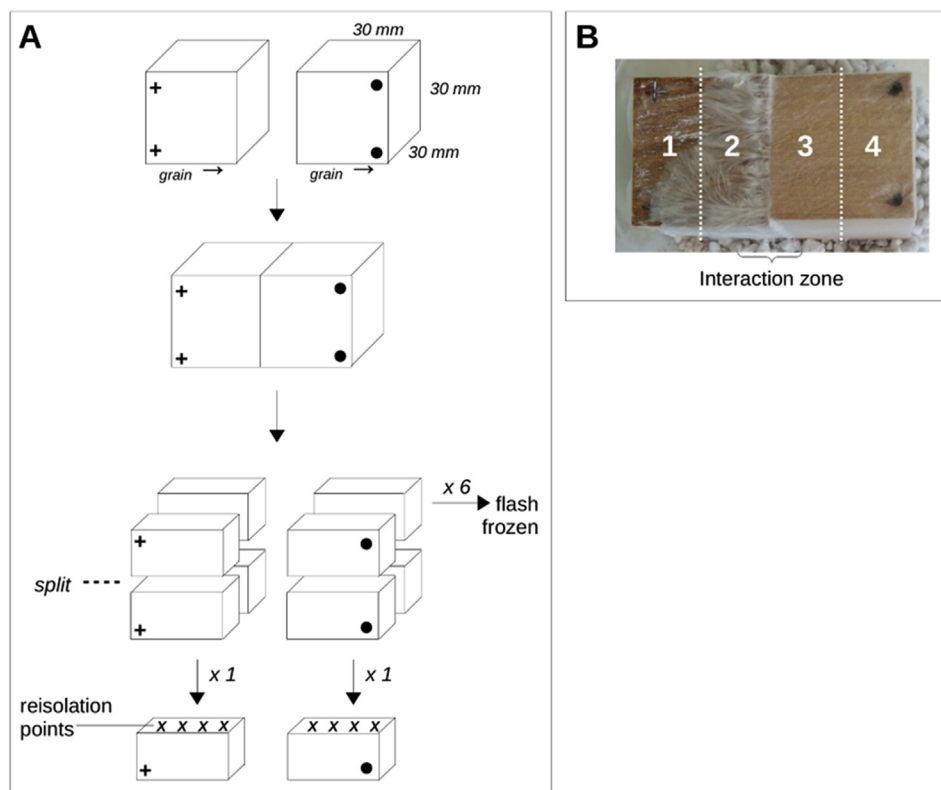 A
30 mm
30 mm
30 mm
+
+
grain →
grain →
+
+
x 6
flash
frozen
+
split ----
+
x 1
x 1
reisolation
points
x x x x
x x x x
+
B
1 2 3 4
Interaction zone